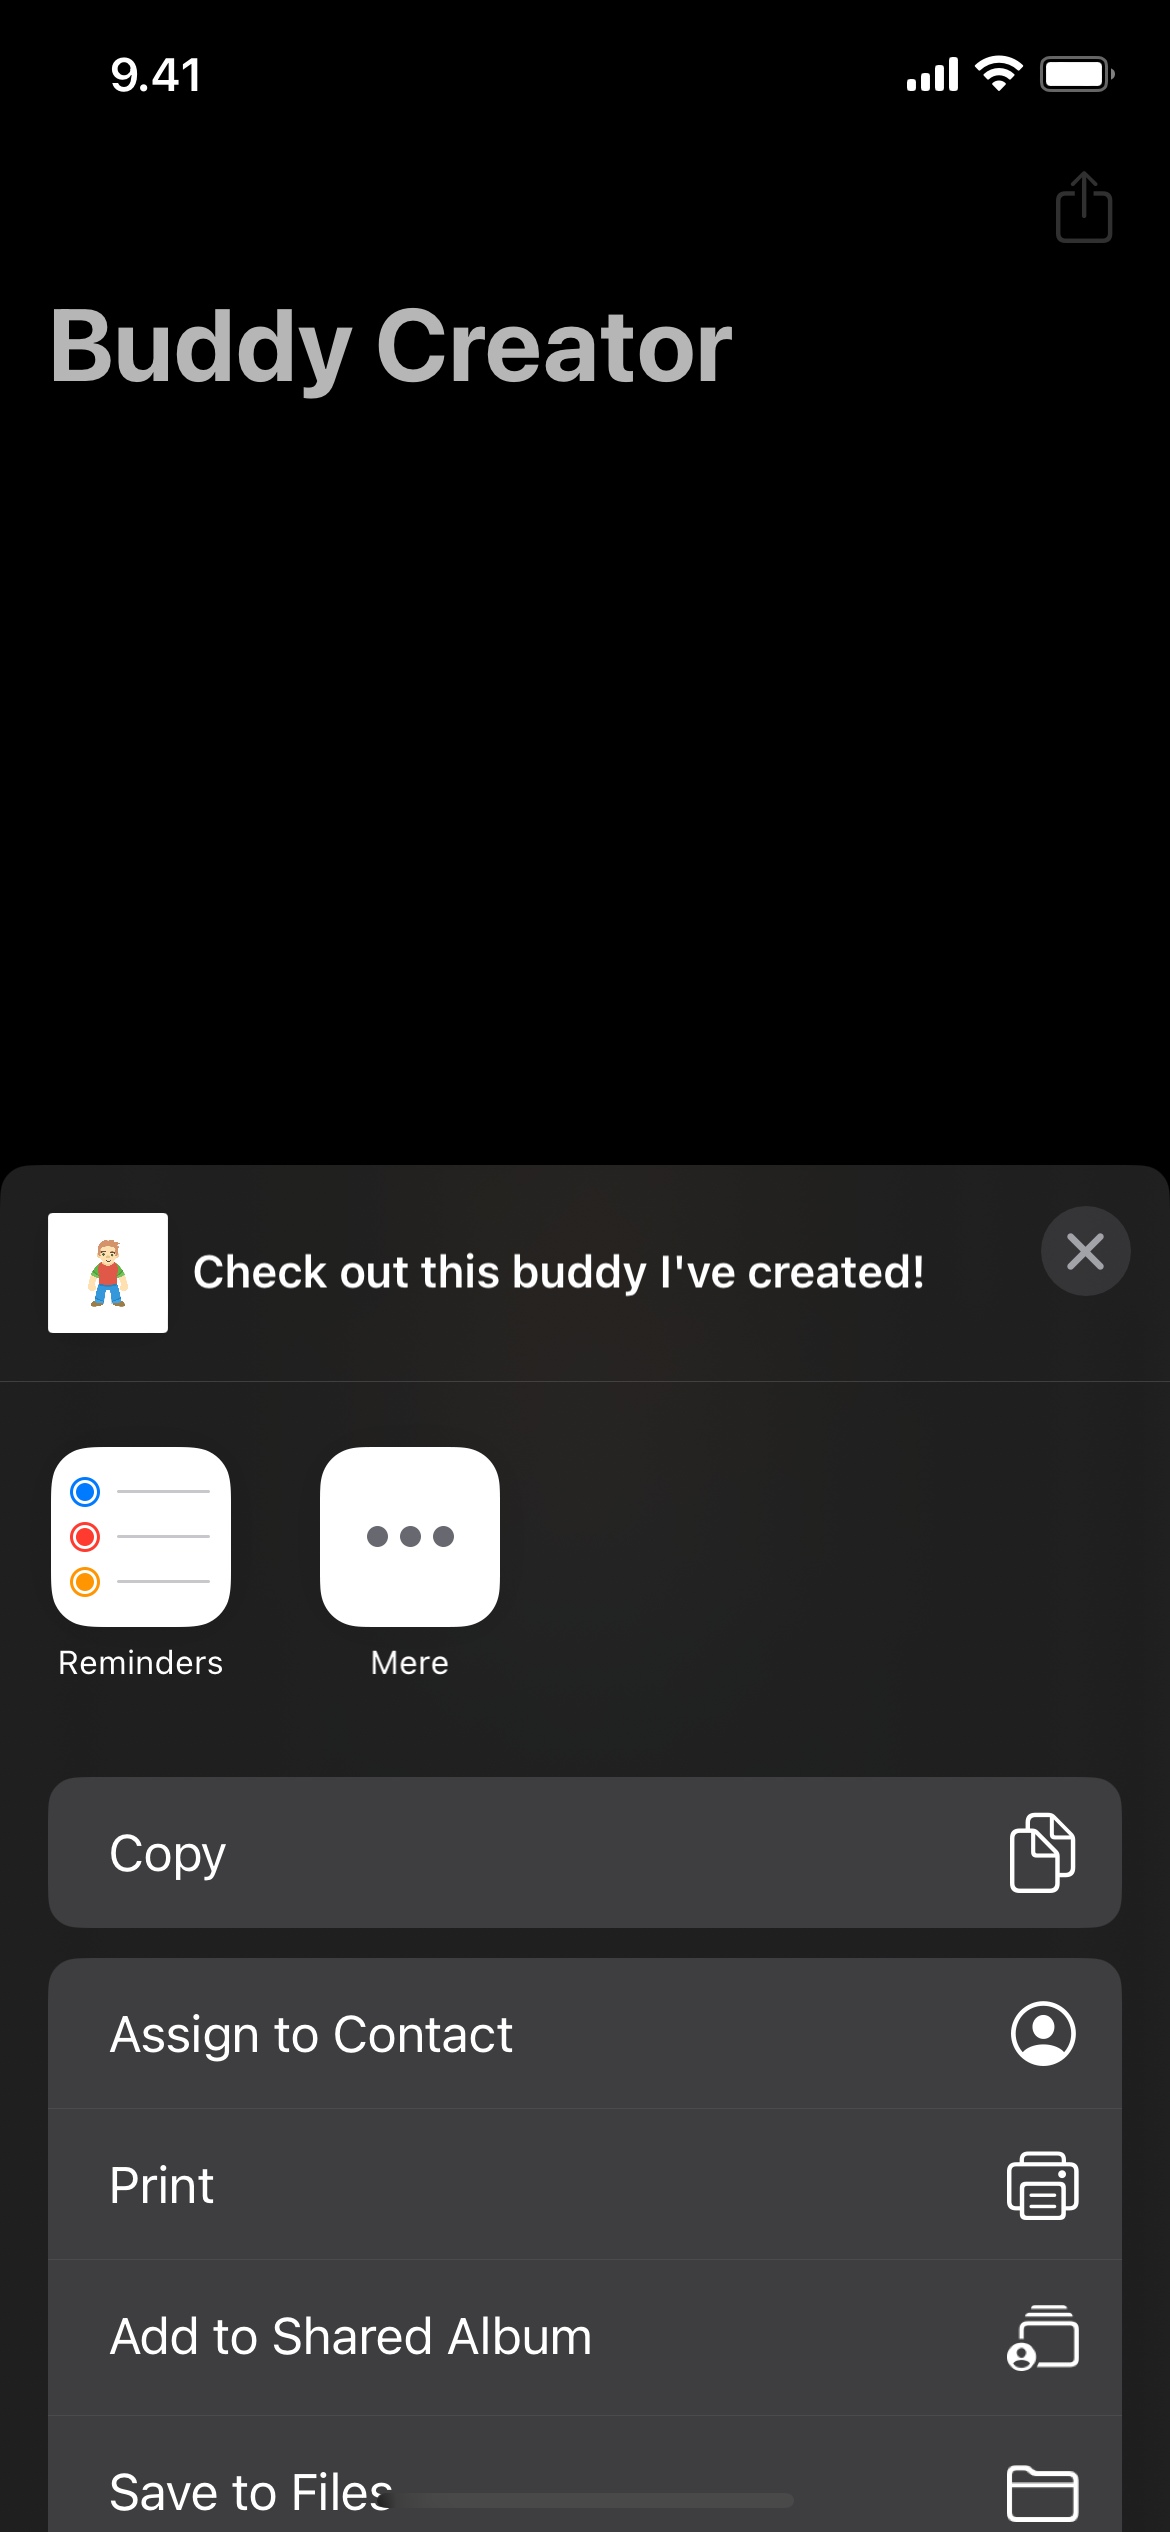 9.41
Buddy Creator
Check out this buddy I've created!
Reminders
Mere
Copy
Assign to Contact
Print
Add to Shared Album
Save to Files